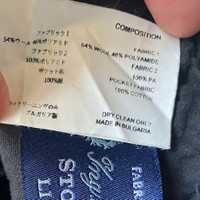 COMPOSITION
ファブリック1
54%ウール 46%ポリアミド
ファブリック2
100%ポリアミド
ポケット布
100%綿
ドライクリーニングのみ
ブルガリア製
FABRIC 1
54% WOOL 46% POLYAMIDE
FABRIC 2
100% PA
POCKET FABRIC
100% COTTON
DRY CLEAN ONLY
MADE IN BULGARIA
FABR
STO